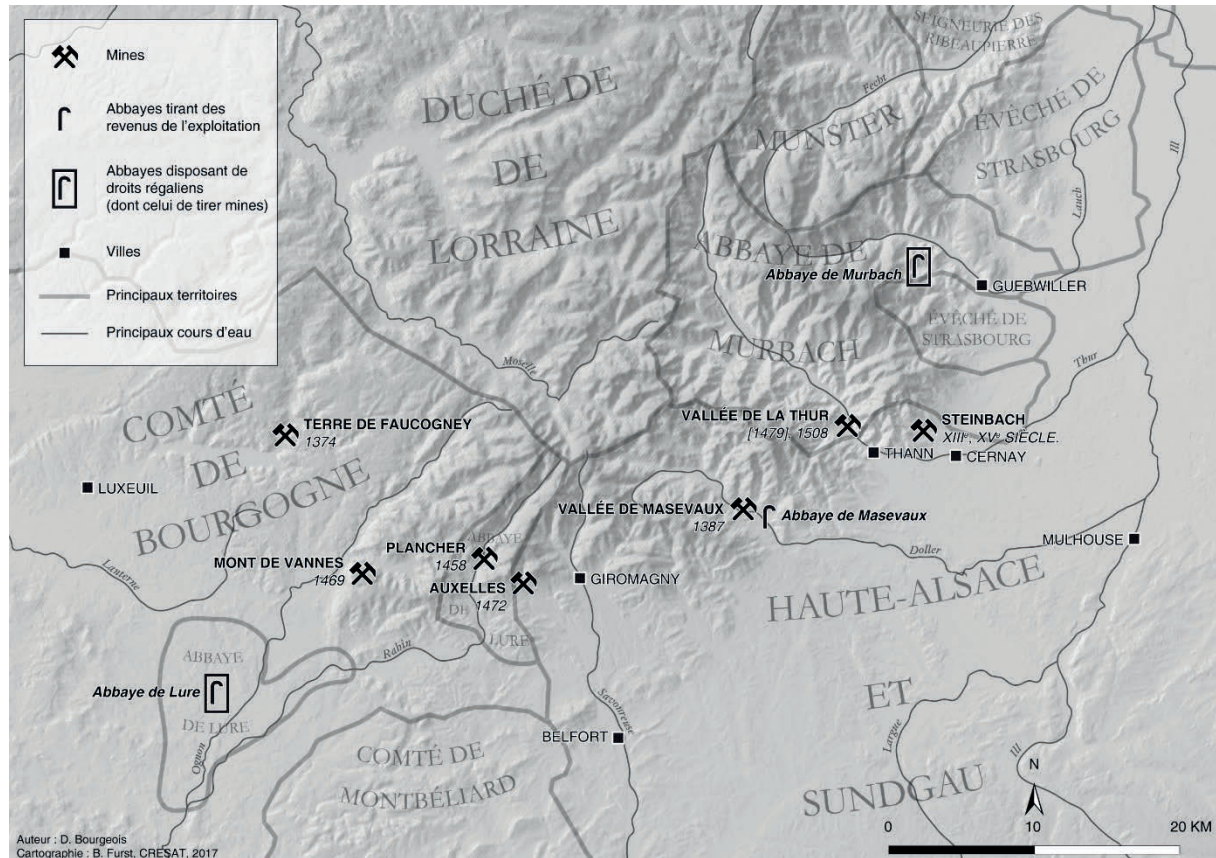 Mines
Abbayes tirant des
revenus de l'exploitation
Abbayes disposant de
droits régaliens
(dont celui de tirer mines)
Villes
Principaux territoires
Principaux cours d'eau
SEIGNEURIE DES
RIBEAUPIERRE
DUCHÉ DE
DE
LORRAINE
Fecht
MUNSTER
ÉVÊCHÉ DE
STRASBOURG
Ill
Lauch
ABBAYE DE
MURBACH
Abbaye de Murbach
GUEBWILLER
ÉVÊCHÉ DE
STRASBOURG
Moselle
Thur
COMTÉ
DE
BOURGOGNE
TERRE DE FAUCOGNEY
1374
VALLÉE DE LA THUR
[1479], 1508
STEINBACH
XIIIe, XVe SIÈCLE.
THANN
CERNAY
LUXEUIL
VALLÉE DE MASEVAUX
1387
Abbaye de Masevaux
Doller
MULHOUSE
Lanterne
MONT DE VANNES
1469
PLANCHER
1458
ABBAYE
DE
LURE
AUXELLES
1472
GIROMAGNY
HAUTE-ALSACE
ET
SUNDGAU
Rahin
ABBAYE
DE LURE
Abbaye de Lure
Ognon
Savoureuse
BELFORT
COMTÉ DE
MONTBÉLIARD
Largue
Ill
N
0
10
20 KM
Auteur : D. Bourgeois
Cartographie : B. Furst, CRESAT, 2017